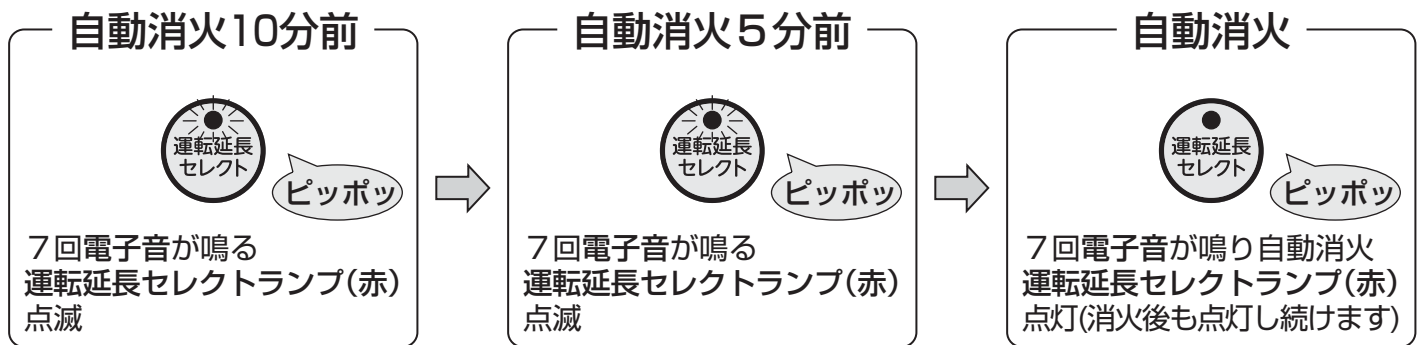 自動消火10分前
運転延長
セレクト
ピッポッ
７回電子音が鳴る
運転延長セレクトランプ(赤)
点滅
自動消火５分前
運転延長
セレクト
ピッポッ
７回電子音が鳴る
運転延長セレクトランプ(赤)
点滅
自動消火
運転延長
セレクト
ピッポッ
７回電子音が鳴り自動消火
運転延長セレクトランプ(赤)
点灯(消火後も点灯し続けます)